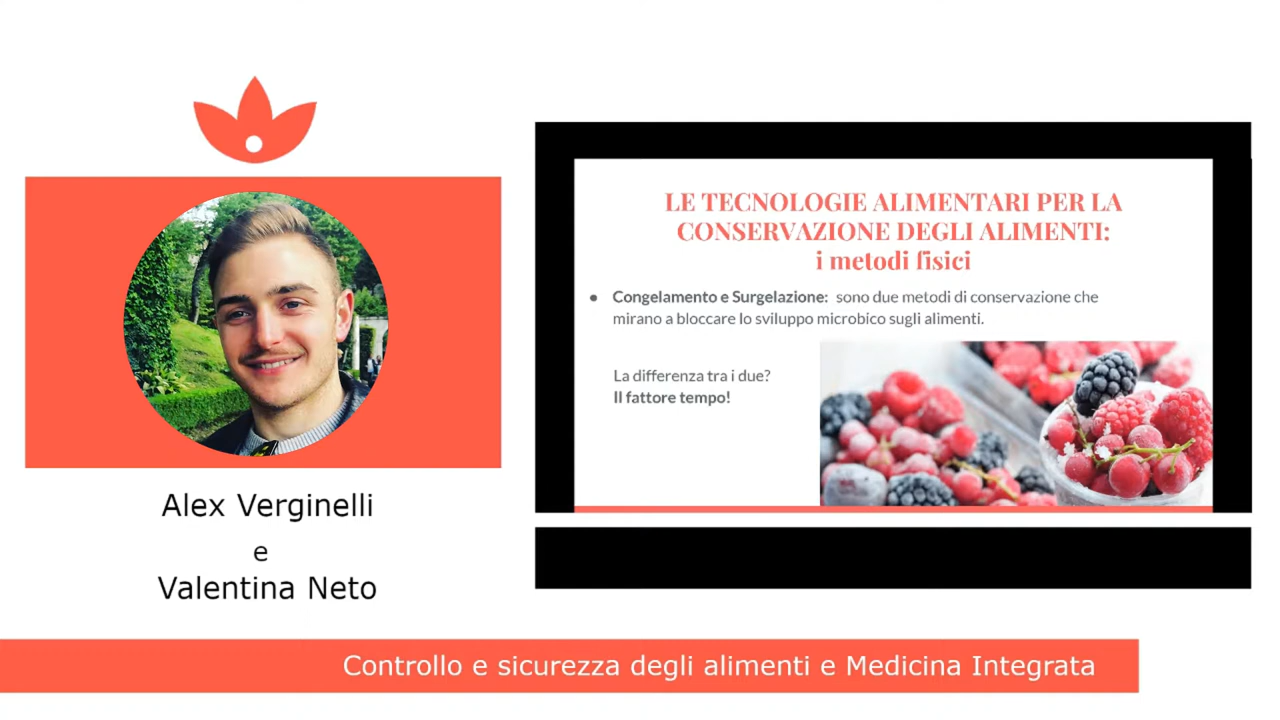 Alex Verginelli
e
Valentina Neto
LE TECNOLOGIE ALIMENTARI PER LA
CONSERVAZIONE DEGLI ALIMENTI:
i metodi fisici
● Congelamento e Surgelazione: sono due metodi di conservazione che
mirano a bloccare lo sviluppo microbico sugli alimenti.
La differenza tra i due?
Il fattore tempo!
Controllo e sicurezza degli alimenti e Medicina Integrata